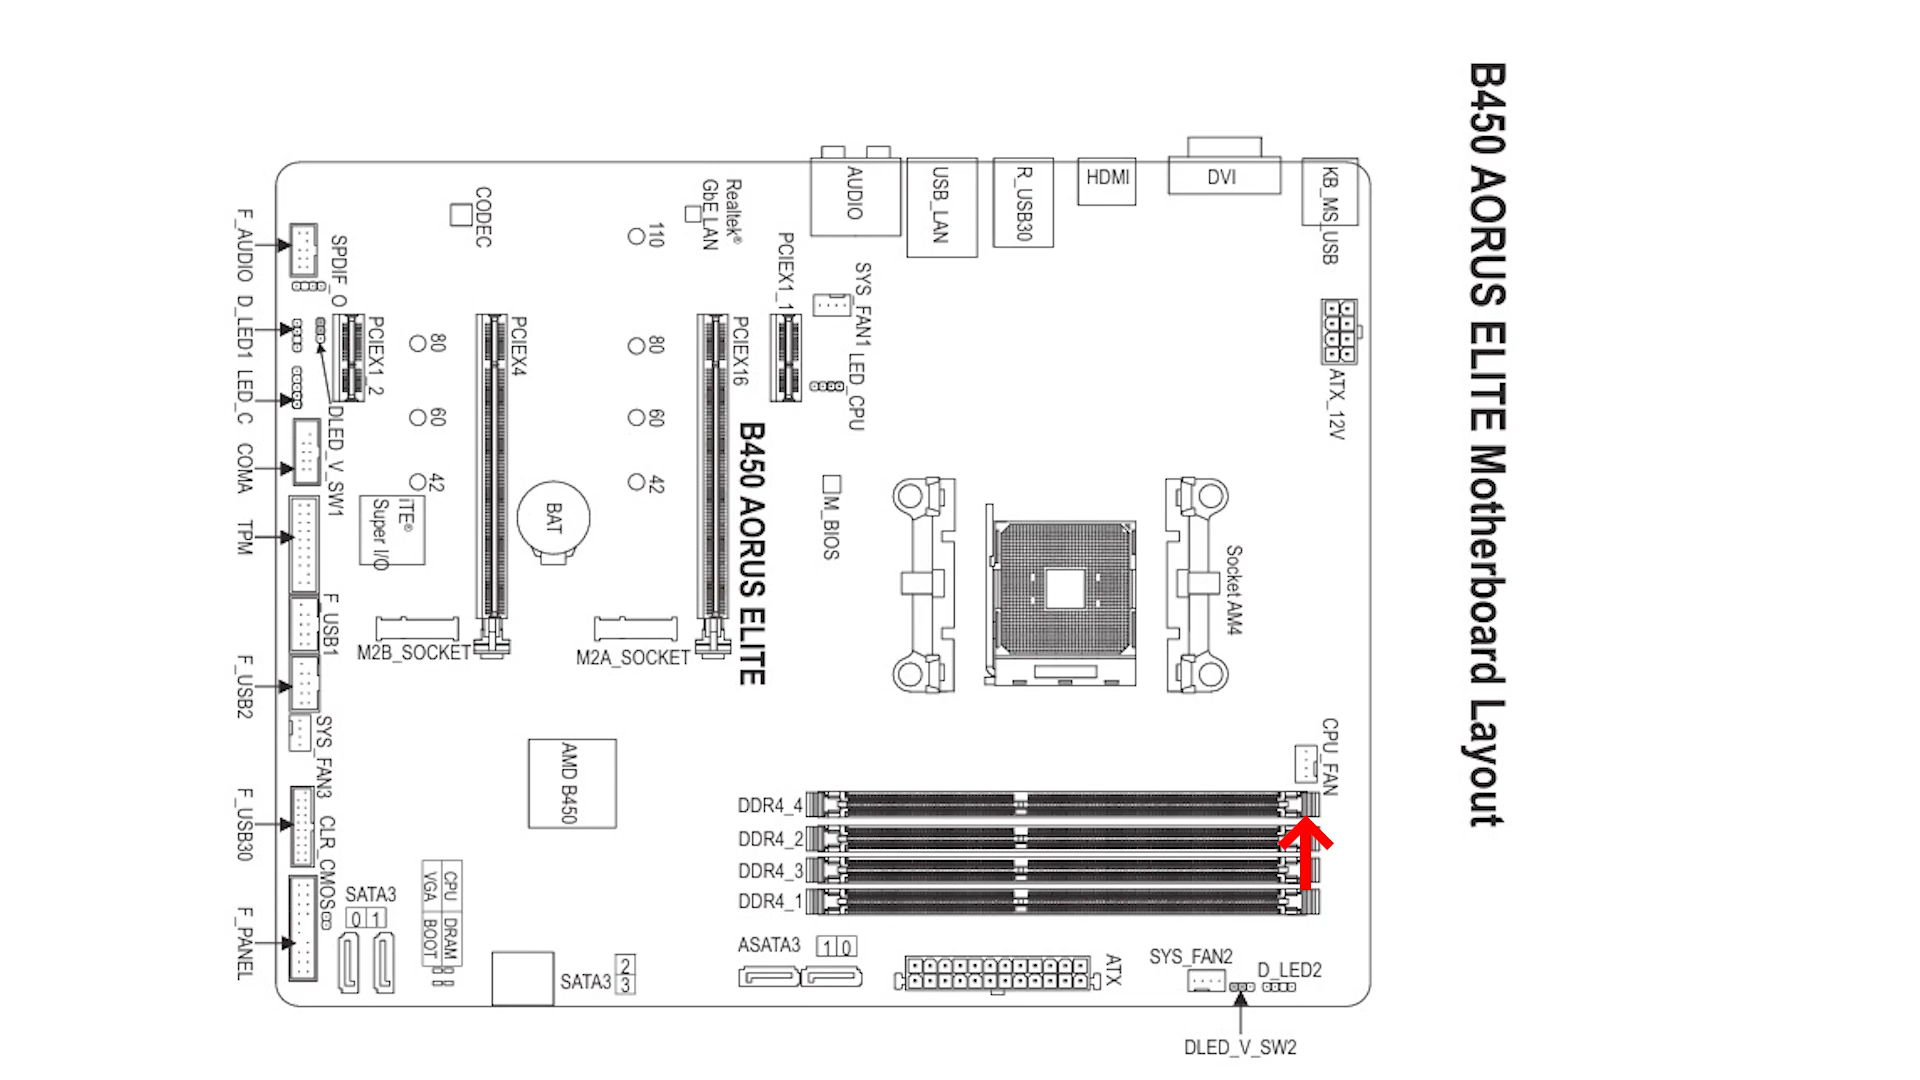 B450 AORUS ELITE Motherboard Layout
KB_MS_USB
DVI
HDMI
R_USB30
USB_LAN
AUDIO
Realtek®
GbE LAN
CODEC
110
PCIEX1_1
SYS_FAN1
LED_CPU
ATX_12V
F_AUDIO
SPDIF_O
D_LED1
LED_C
DLED_V_SW1
PCIEX1_2
80
PCIEX4
80
PCIEX16
60
60
42
42
COMA
TPM
iTE®
Super I/O
BAT
B450 AORUS ELITE
M_BIOS
Socket AM4
F_USB1
M2B_SOCKET
M2A_SOCKET
F_USB2
SYS_FAN3
AMD B450
CPU_FAN
F_USB30
CLR_CMOS
DDR4_4
DDR4_2
DDR4_3
DDR4_1
F_PANEL
SATA3
0 1
CPU DRAM
VGA BOOT
SATA3
2
3
ASATA3
1 0
ATX
SYS_FAN2
D_LED2
DLED_V_SW2